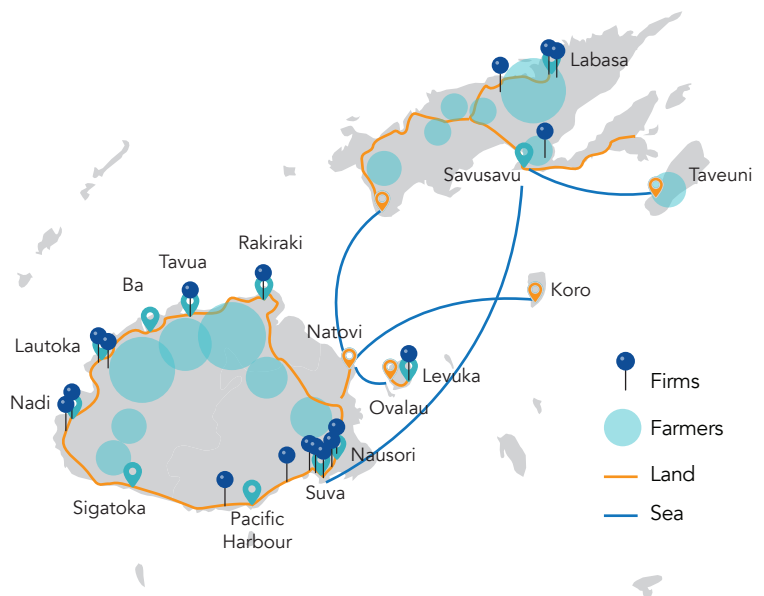 Labasa
Savusavu
Taveuni
Rakiraki
Tavua
Ba
Koro
Natovi
Lautoka
Levuka
Ovalau
Nadi
Nausori
Suva
Sigatoka
Pacific
Harbour
Firms
Farmers
Land
Sea